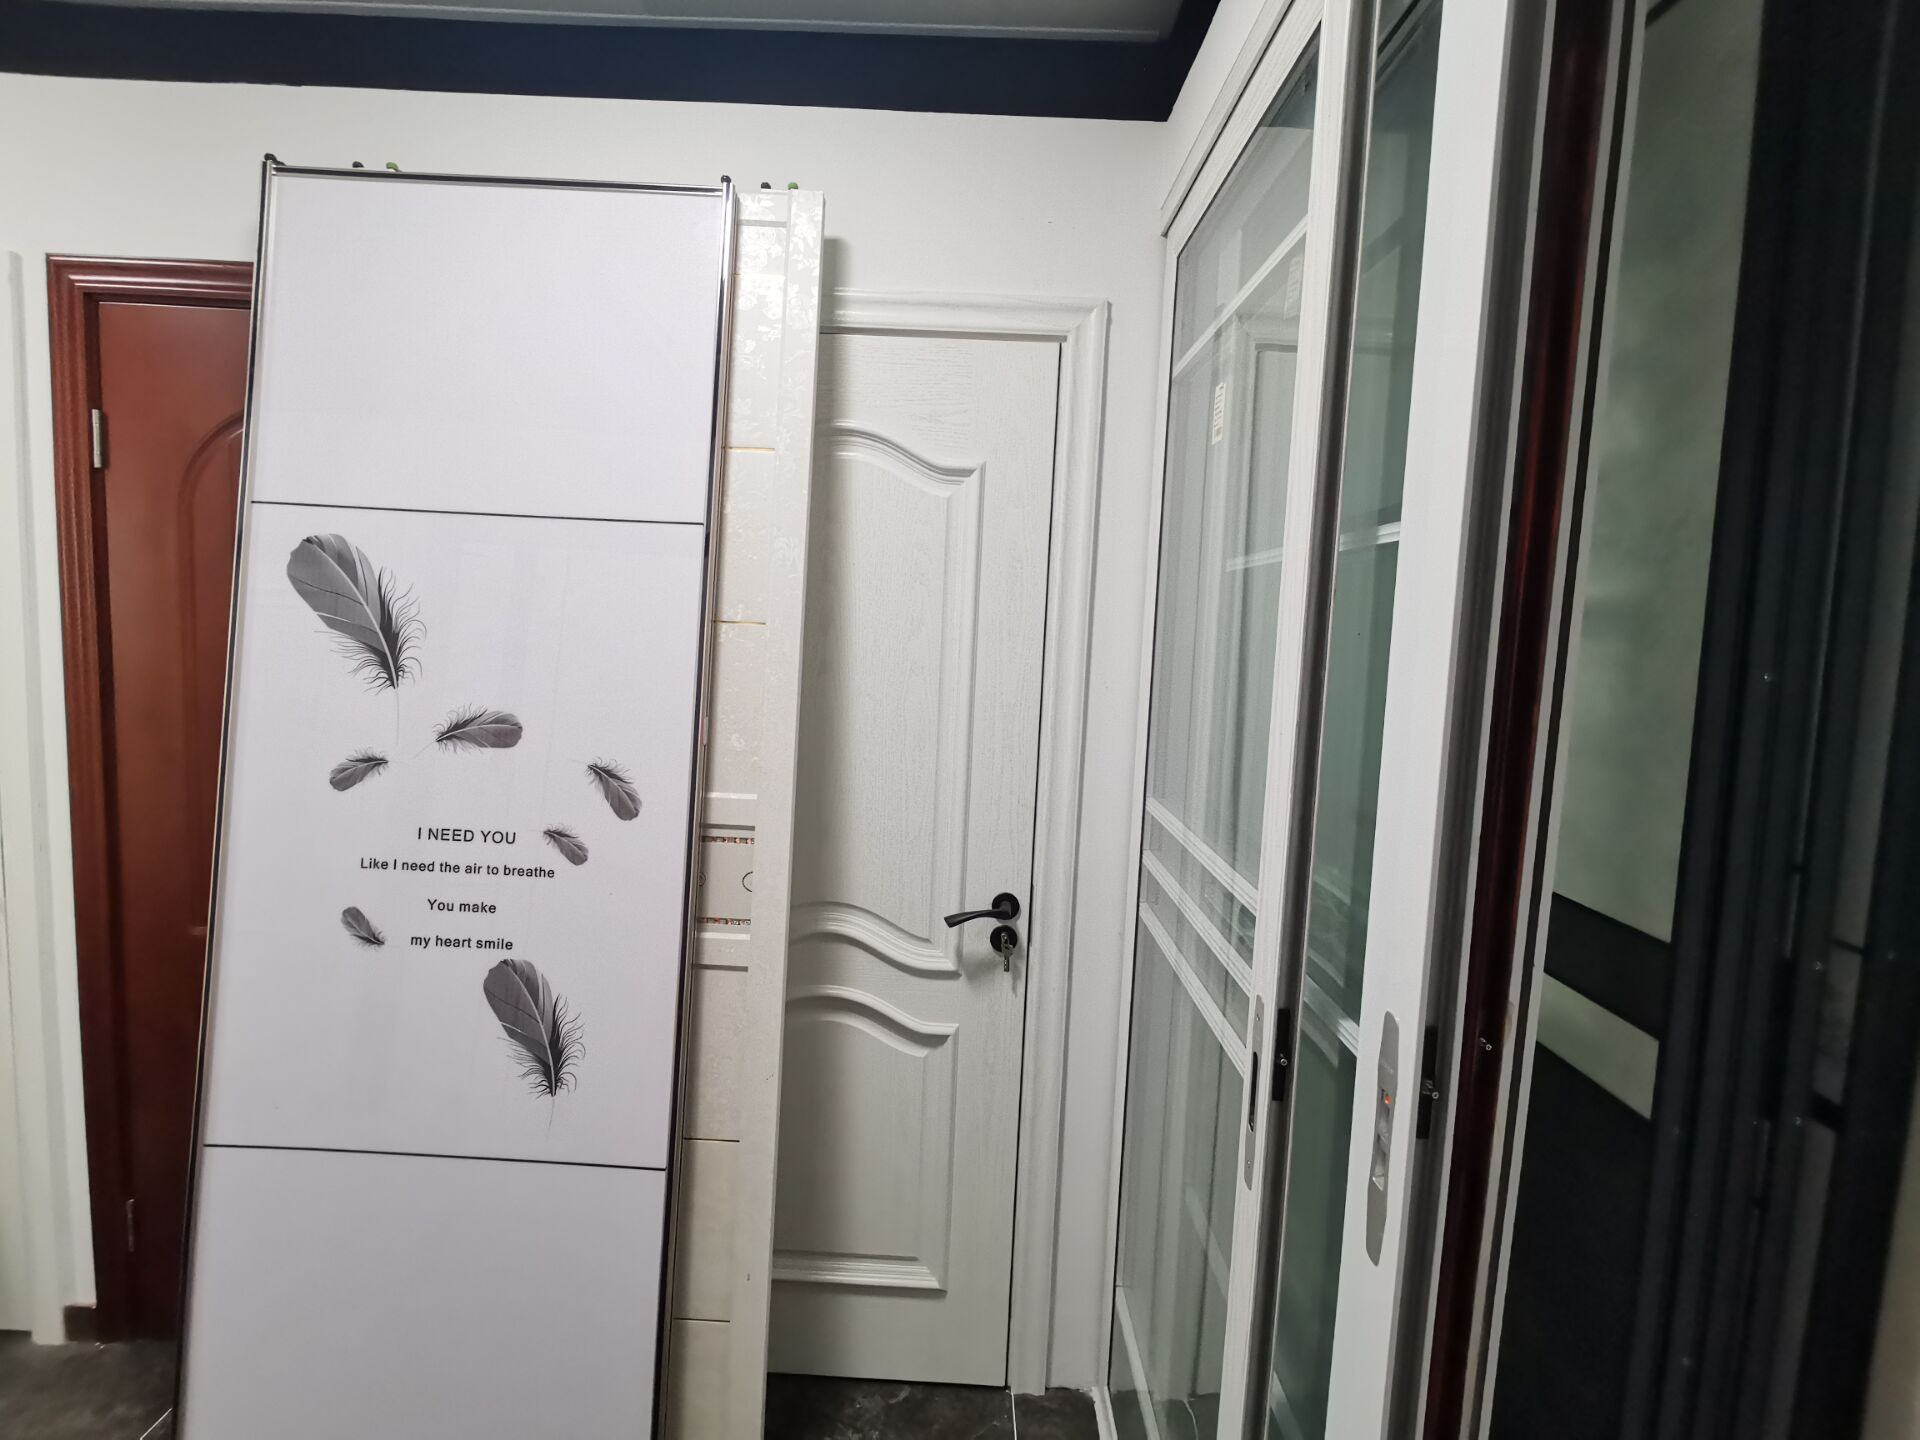 I NEED YOU
Like I need the air to breathe
You make
my heart smile